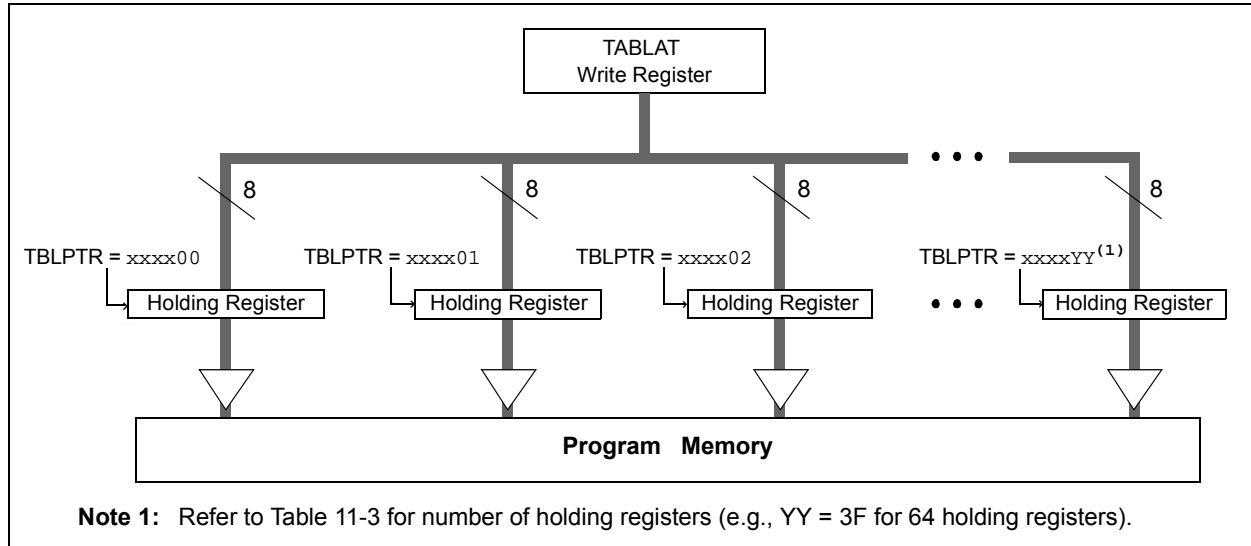 TABLAT
Write Register
8
8
8
8
TBLPTR = xxxx00
TBLPTR = xxxx01
TBLPTR = xxxx02
TBLPTR = xxxxYY(1)
Holding Register
Holding Register
Holding Register
Holding Register
Program Memory
Note 1: Refer to Table 11-3 for number of holding registers (e.g., YY = 3F for 64 holding registers).